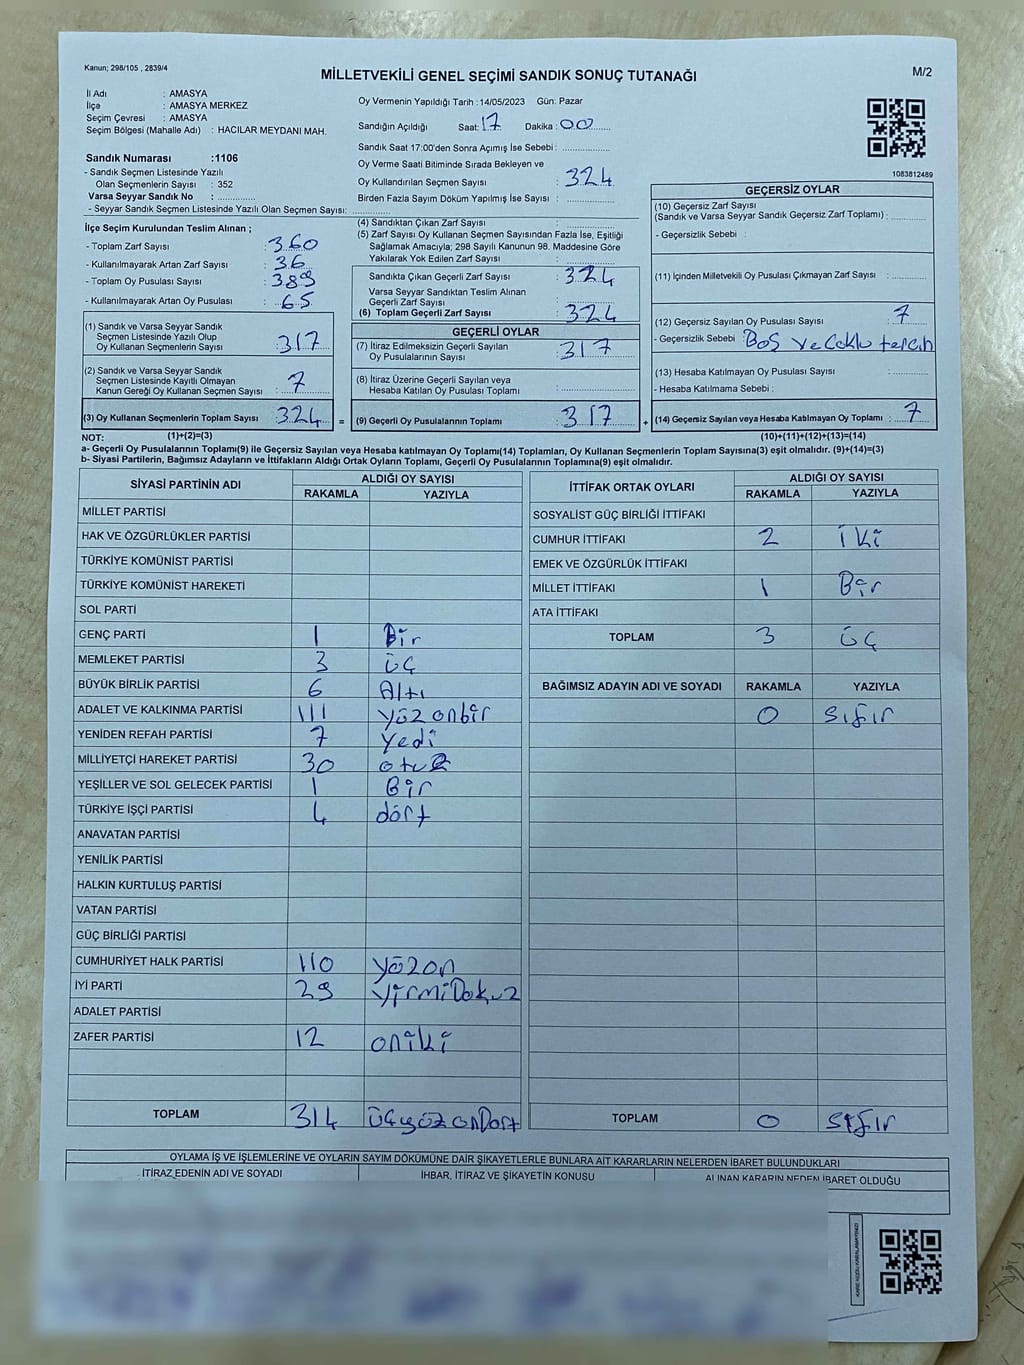 Kanun; 298/105 , 2839/4
MİLLETVEKİLİ GENEL SEÇİMİ SANDIK SONUÇ TUTANAĞI
M/2
İl Adı : AMASYA
İlçe : AMASYA MERKEZ
Seçim Çevresi : AMASYA
Seçim Bölgesi (Mahalle Adı) : HACILAR MEYDANI MAH.
Oy Vermenin Yapıldığı Tarih : 14/05/2023 Gün: Pazar
Sandığın Açıldığı Saat: 17 Dakika : 00
Sandık Saat 17:00'den Sonra Açımış İse Sebebi :
Oy Verme Saati Bitiminde Sırada Bekleyen ve
Oy Kullandırılan Seçmen Sayısı : 324
Birden Fazla Sayım Döküm Yapılmış İse Sayısı :
1083812489
Sandık Numarası :1106
- Sandık Seçmen Listesinde Yazılı
Olan Seçmenlerin Sayısı : 352
Varsa Seyyar Sandık No :
- Seyyar Sandık Seçmen Listesinde Yazılı Olan Seçmen Sayısı:
İlçe Seçim Kurulundan Teslim Alınan ;
- Toplam Zarf Sayısı : 360
- Kullanılmayarak Artan Zarf Sayısı : 36
- Toplam Oy Pusulası Sayısı : 389
- Kullanılmayarak Artan Oy Pusulası : 65
(1) Sandık ve Varsa Seyyar Sandık
Seçmen Listesinde Yazılı Olup
Oy Kullanan Seçmenlerin Sayısı : 317
(2) Sandık ve Varsa Seyyar Sandık
Seçmen Listesinde Kayıtlı Olmayan
Kanun Gereği Oy Kullanan Seçmen Sayısı : 7
(3) Oy Kullanan Seçmenlerin Toplam Sayısı : 324 =
(1)+(2)=(3)
(4) Sandıktan Çıkan Zarf Sayısı :
(5) Zarf Sayısı Oy Kullanan Seçmen Sayısından Fazla İse, Eşitliği
Sağlamak Amacıyla; 298 Sayılı Kanunun 98. Maddesine Göre
Yakılarak Yok Edilen Zarf Sayısı :
Sandıkta Çıkan Geçerli Zarf Sayısı : 324
Varsa Seyyar Sandıktan Teslim Alınan
Geçerli Zarf Sayısı :
(6) Toplam Geçerli Zarf Sayısı : 324
GEÇERLİ OYLAR
(7) İtiraz Edilmeksizin Geçerli Sayılan
Oy Pusulalarının Sayısı : 317
(8) İtiraz Üzerine Geçerli Sayılan veya
Hesaba Katılan Oy Pusulası Toplamı :
(9) Geçerli Oy Pusulalarının Toplamı : 317 +
GEÇERSİZ OYLAR
(10) Geçersiz Zarf Sayısı
(Sandık ve Varsa Seyyar Sandık Geçersiz Zarf Toplamı) :
- Geçersizlik Sebebi :
(11) İçinden Milletvekili Oy Pusulası Çıkmayan Zarf Sayısı :
(12) Geçersiz Sayılan Oy Pusulası Sayısı : 7
- Geçersizlik Sebebi : Boş ve Çoklu tercih
(13) Hesaba Katılmayan Oy Pusulası Sayısı :
- Hesaba Katılmama Sebebi :
(14) Geçersiz Sayılan veya Hesaba Katılmayan Oy Toplamı : 7
(10)+(11)+(12)+(13)=(14)
NOT:
a- Geçerli Oy Pusulalarının Toplamı(9) ile Geçersiz Sayılan veya Hesaba katılmayan Oy Toplamı(14) Toplamları, Oy Kullanan Seçmenlerin Toplam Sayısına(3) eşit olmalıdır. (9)+(14)=(3)
b- Siyasi Partilerin, Bağımsız Adayların ve İttifakların Aldığı Ortak Oyların Toplamı, Geçerli Oy Pusulalarının Toplamına(9) eşit olmalıdır.
SİYASİ PARTİNİN ADI ALDIĞI OY SAYISI
RAKAMLA YAZIYLA
MİLLET PARTİSİ
HAK VE ÖZGÜRLÜKLER PARTİSİ
TÜRKİYE KOMÜNİST PARTİSİ
TÜRKİYE KOMÜNİST HAREKETİ
SOL PARTİ
GENÇ PARTİ 1 Bir
MEMLEKET PARTİSİ 3 üç
BÜYÜK BİRLİK PARTİSİ 6 Altı
ADALET VE KALKINMA PARTİSİ 111 yüzonbir
YENİDEN REFAH PARTİSİ 7 yedi
MİLLİYETÇİ HAREKET PARTİSİ 30 otuz
YEŞİLLER VE SOL GELECEK PARTİSİ 1 Bir
TÜRKİYE İŞÇİ PARTİSİ 4 dört
ANAVATAN PARTİSİ
YENİLİK PARTİSİ
HALKIN KURTULUŞ PARTİSİ
VATAN PARTİSİ
GÜÇ BİRLİĞİ PARTİSİ
CUMHURİYET HALK PARTİSİ 110 yüzon
İYİ PARTİ 29 yirmiDokuz
ADALET PARTİSİ
ZAFER PARTİSİ 12 oniki
TOPLAM 314 üçyüzonDört
İTTİFAK ORTAK OYLARI ALDIĞI OY SAYISI
RAKAMLA YAZIYLA
SOSYALİST GÜÇ BİRLİĞİ İTTİFAKI
CUMHUR İTTİFAKI 2 iki
EMEK VE ÖZGÜRLÜK İTTİFAKI
MİLLET İTTİFAKI 1 Bir
ATA İTTİFAKI
TOPLAM 3 üç
BAĞIMSIZ ADAYIN ADI VE SOYADI RAKAMLA YAZIYLA
0 sıfır
TOPLAM 0 sıfır
OYLAMA İŞ VE İŞLEMLERİNE VE OYLARIN SAYIM DÖKÜMÜNE DAİR ŞİKAYETLERLE BUNLARA AİT KARARLARIN NELERDEN İBARET BULUNDUKLARI
İTİRAZ EDENİN ADI VE SOYADI İHBAR, İTİRAZ VE ŞİKAYETİN KONUSU ALINAN KARARIN NEDEN İBARET OLDUĞU